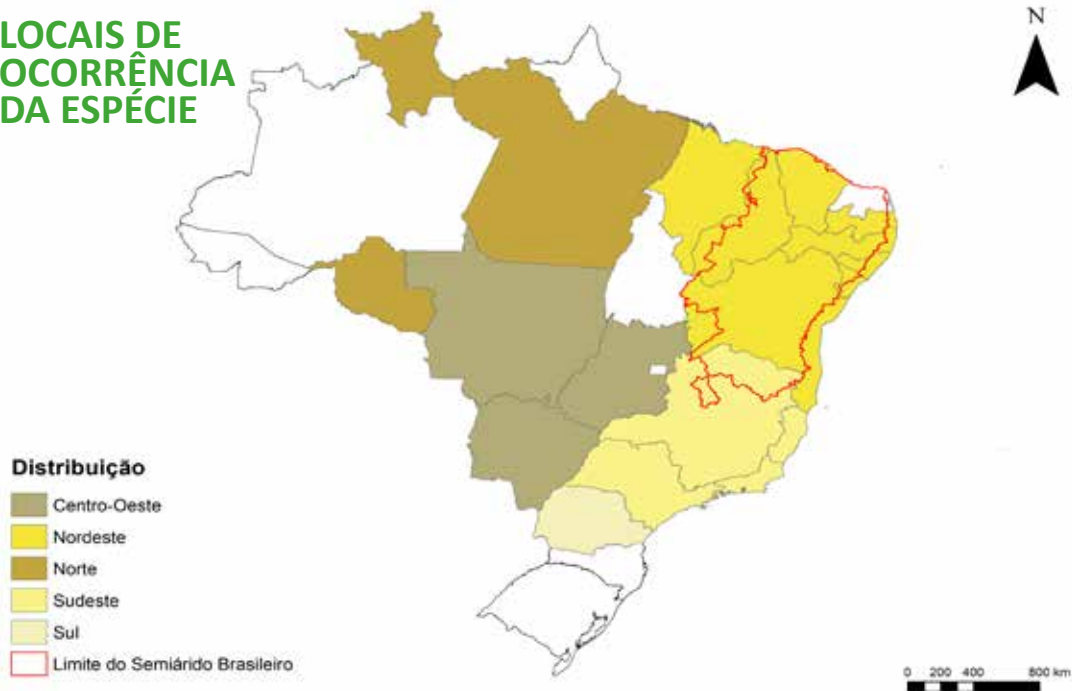 LOCAIS DE
OCORRÊNCIA
DA ESPÉCIE
N
Distribuição
Centro-Oeste
Nordeste
Norte
Sudeste
Sul
Limite do Semiárido Brasileiro
0 200 400 800 km